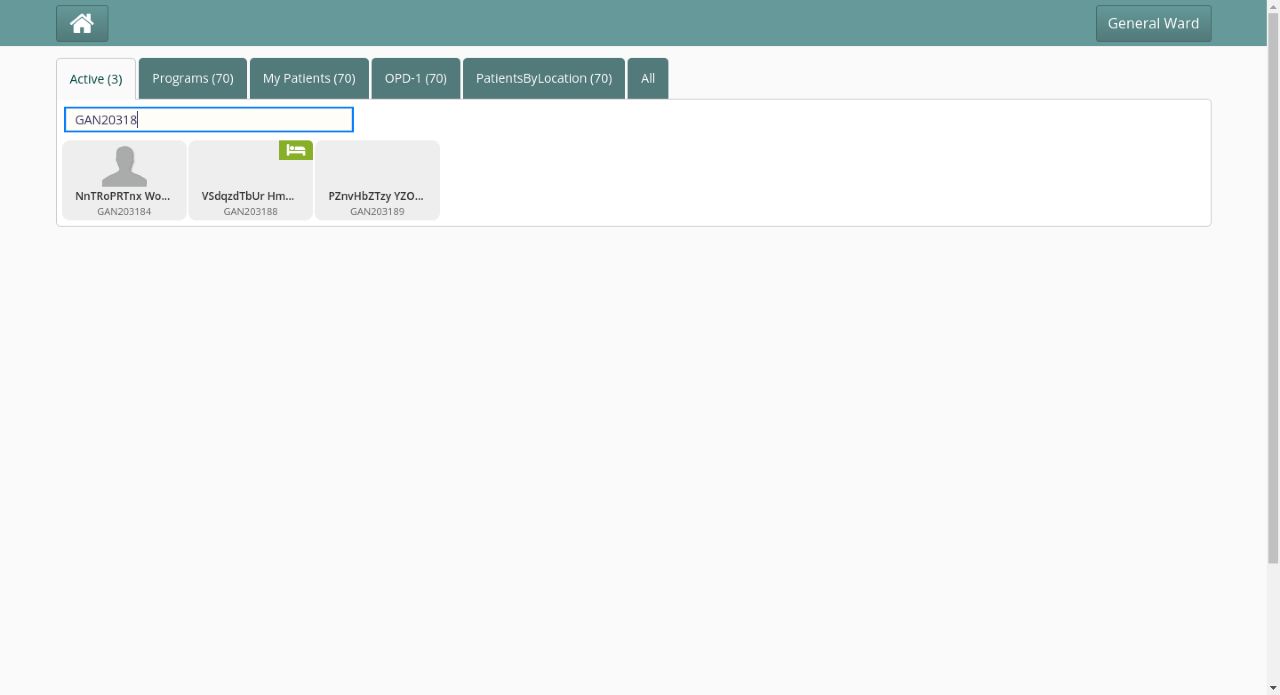 General Ward
Active (3) Programs (70) My Patients (70) OPD-1 (70) PatientsByLocation (70) All
GAN20318
NnTRoPRTnx Wo... VSdqzdTbUr Hm... PZnvHbZTzy YZO...
GAN203184 GAN203188 GAN203189